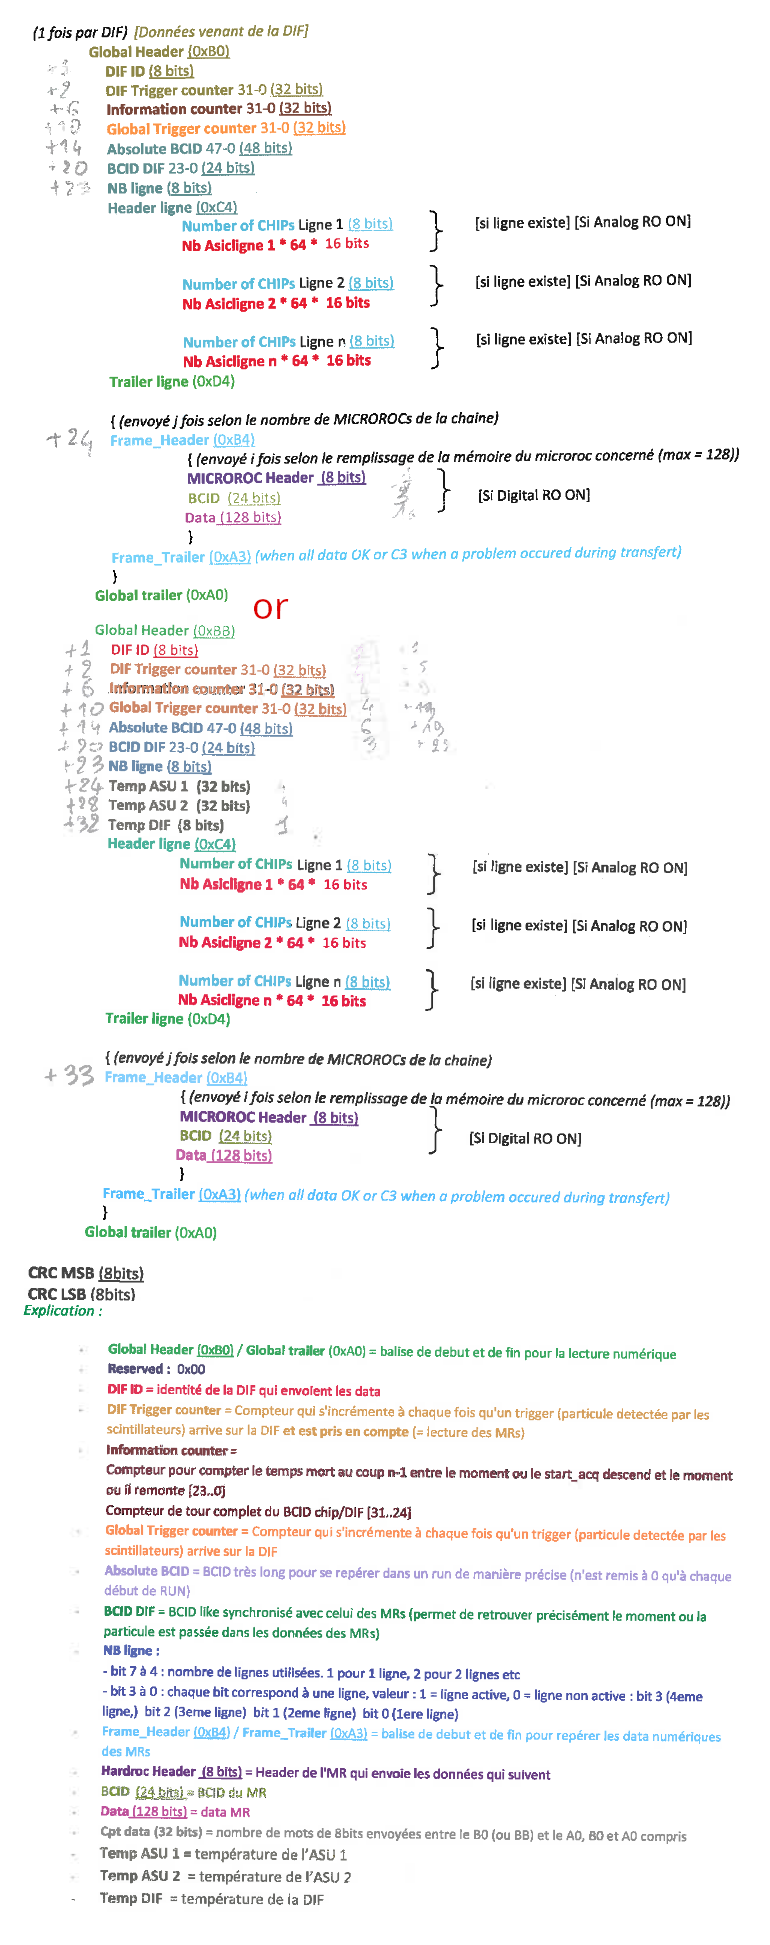 (1 fois par DIF) [Données venant de la DIF]
Global Header (0xB0)
+1 DIF ID (8 bits)
+2 DIF Trigger counter 31-0 (32 bits)
+6 Information counter 31-0 (32 bits)
+10 Global Trigger counter 31-0 (32 bits)
+14 Absolute BCID 47-0 (48 bits)
+20 BCID DIF 23-0 (24 bits)
+23 NB ligne (8 bits)
Header ligne (0xC4)
Number of CHIPs Ligne 1 (8 bits) } [si ligne existe] [Si Analog RO ON]
Nb Asicligne 1 * 64 * 16 bits
Number of CHIPs Ligne 2 (8 bits) } [si ligne existe] [Si Analog RO ON]
Nb Asicligne 2 * 64 * 16 bits
Number of CHIPs Ligne n (8 bits) } [si ligne existe] [Si Analog RO ON]
Nb Asicligne n * 64 * 16 bits
Trailer ligne (0xD4)
{ (envoyé j fois selon le nombre de MICROROCs de la chaine)
+24 Frame_Header (0xB4)
{ (envoyé i fois selon le remplissage de la mémoire du microroc concerné (max = 128))
MICROROC Header (8 bits)
BCID (24 bits) } [Si Digital RO ON]
Data (128 bits)
}
Frame_Trailer (0xA3) (when all data OK or C3 when a problem occured during transfert)
}
Global trailer (0xA0)
or
Global Header (0xBB)
+1 DIF ID (8 bits)
+2 DIF Trigger counter 31-0 (32 bits)
+6 Information counter 31-0 (32 bits)
+10 Global Trigger counter 31-0 (32 bits) 4
+14 Absolute BCID 47-0 (48 bits) 6
+20 BCID DIF 23-0 (24 bits) 3
+23 NB ligne (8 bits)
+24 Temp ASU 1 (32 bits)
+28 Temp ASU 2 (32 bits) 4
+32 Temp DIF (8 bits) 1
Header ligne (0xC4)
Number of CHIPs Ligne 1 (8 bits) } [si ligne existe] [Si Analog RO ON]
Nb Asicligne 1 * 64 * 16 bits
Number of CHIPs Ligne 2 (8 bits) } [si ligne existe] [Si Analog RO ON]
Nb Asicligne 2 * 64 * 16 bits
Number of CHIPs Ligne n (8 bits) } [si ligne existe] [Si Analog RO ON]
Nb Asicligne n * 64 * 16 bits
Trailer ligne (0xD4)
{ (envoyé j fois selon le nombre de MICROROCs de la chaine)
+33 Frame_Header (0xB4)
{ (envoyé i fois selon le remplissage de la mémoire du microroc concerné (max = 128))
MICROROC Header (8 bits)
BCID (24 bits) } [Si Digital RO ON]
Data (128 bits)
}
Frame_Trailer (0xA3) (when all data OK or C3 when a problem occured during transfert)
}
Global trailer (0xA0)
CRC MSB (8bits)
CRC LSB (8bits)
Explication :
- Global Header (0xB0) / Global trailer (0xA0) = balise de debut et de fin pour la lecture numérique
- Reserved : 0x00
- DIF ID = identité de la DIF qui envoient les data
- DIF Trigger counter = Compteur qui s'incrémente à chaque fois qu'un trigger (particule detectée par les
scintillateurs) arrive sur la DIF et est pris en compte (= lecture des MRs)
- Information counter =
Compteur pour compter le temps mort au coup n-1 entre le moment ou le start_acq descend et le moment
ou il remonte [23..0]
Compteur de tour complet du BCID chip/DIF [31..24]
- Global Trigger counter = Compteur qui s'incrémente à chaque fois qu'un trigger (particule detectée par les
scintillateurs) arrive sur la DIF
- Absolute BCID = BCID très long pour se repérer dans un run de manière précise (n'est remis à 0 qu'à chaque
début de RUN)
- BCID DIF = BCID like synchronisé avec celui des MRs (permet de retrouver précisément le moment ou la
particule est passée dans les données des MRs)
- NB ligne :
- bit 7 à 4 : nombre de lignes utilisées. 1 pour 1 ligne, 2 pour 2 lignes etc
- bit 3 à 0 : chaque bit correspond à une ligne, valeur : 1 = ligne active, 0 = ligne non active : bit 3 (4eme
ligne,) bit 2 (3eme ligne) bit 1 (2eme ligne) bit 0 (1ere ligne)
- Frame_Header (0xB4) / Frame_Trailer (0xA3) = balise de debut et de fin pour repérer les data numériques
des MRs
- Hardroc Header (8 bits) = Header de l'MR qui envoie les données qui suivent
- BCID (24 bits) = BCID du MR
- Data (128 bits) = data MR
- Cpt data (32 bits) = nombre de mots de 8bits envoyées entre le B0 (ou BB) et le A0, B0 et A0 compris
- Temp ASU 1 = température de l'ASU 1
- Temp ASU 2 = température de l'ASU 2
- Temp DIF = température de la DIF